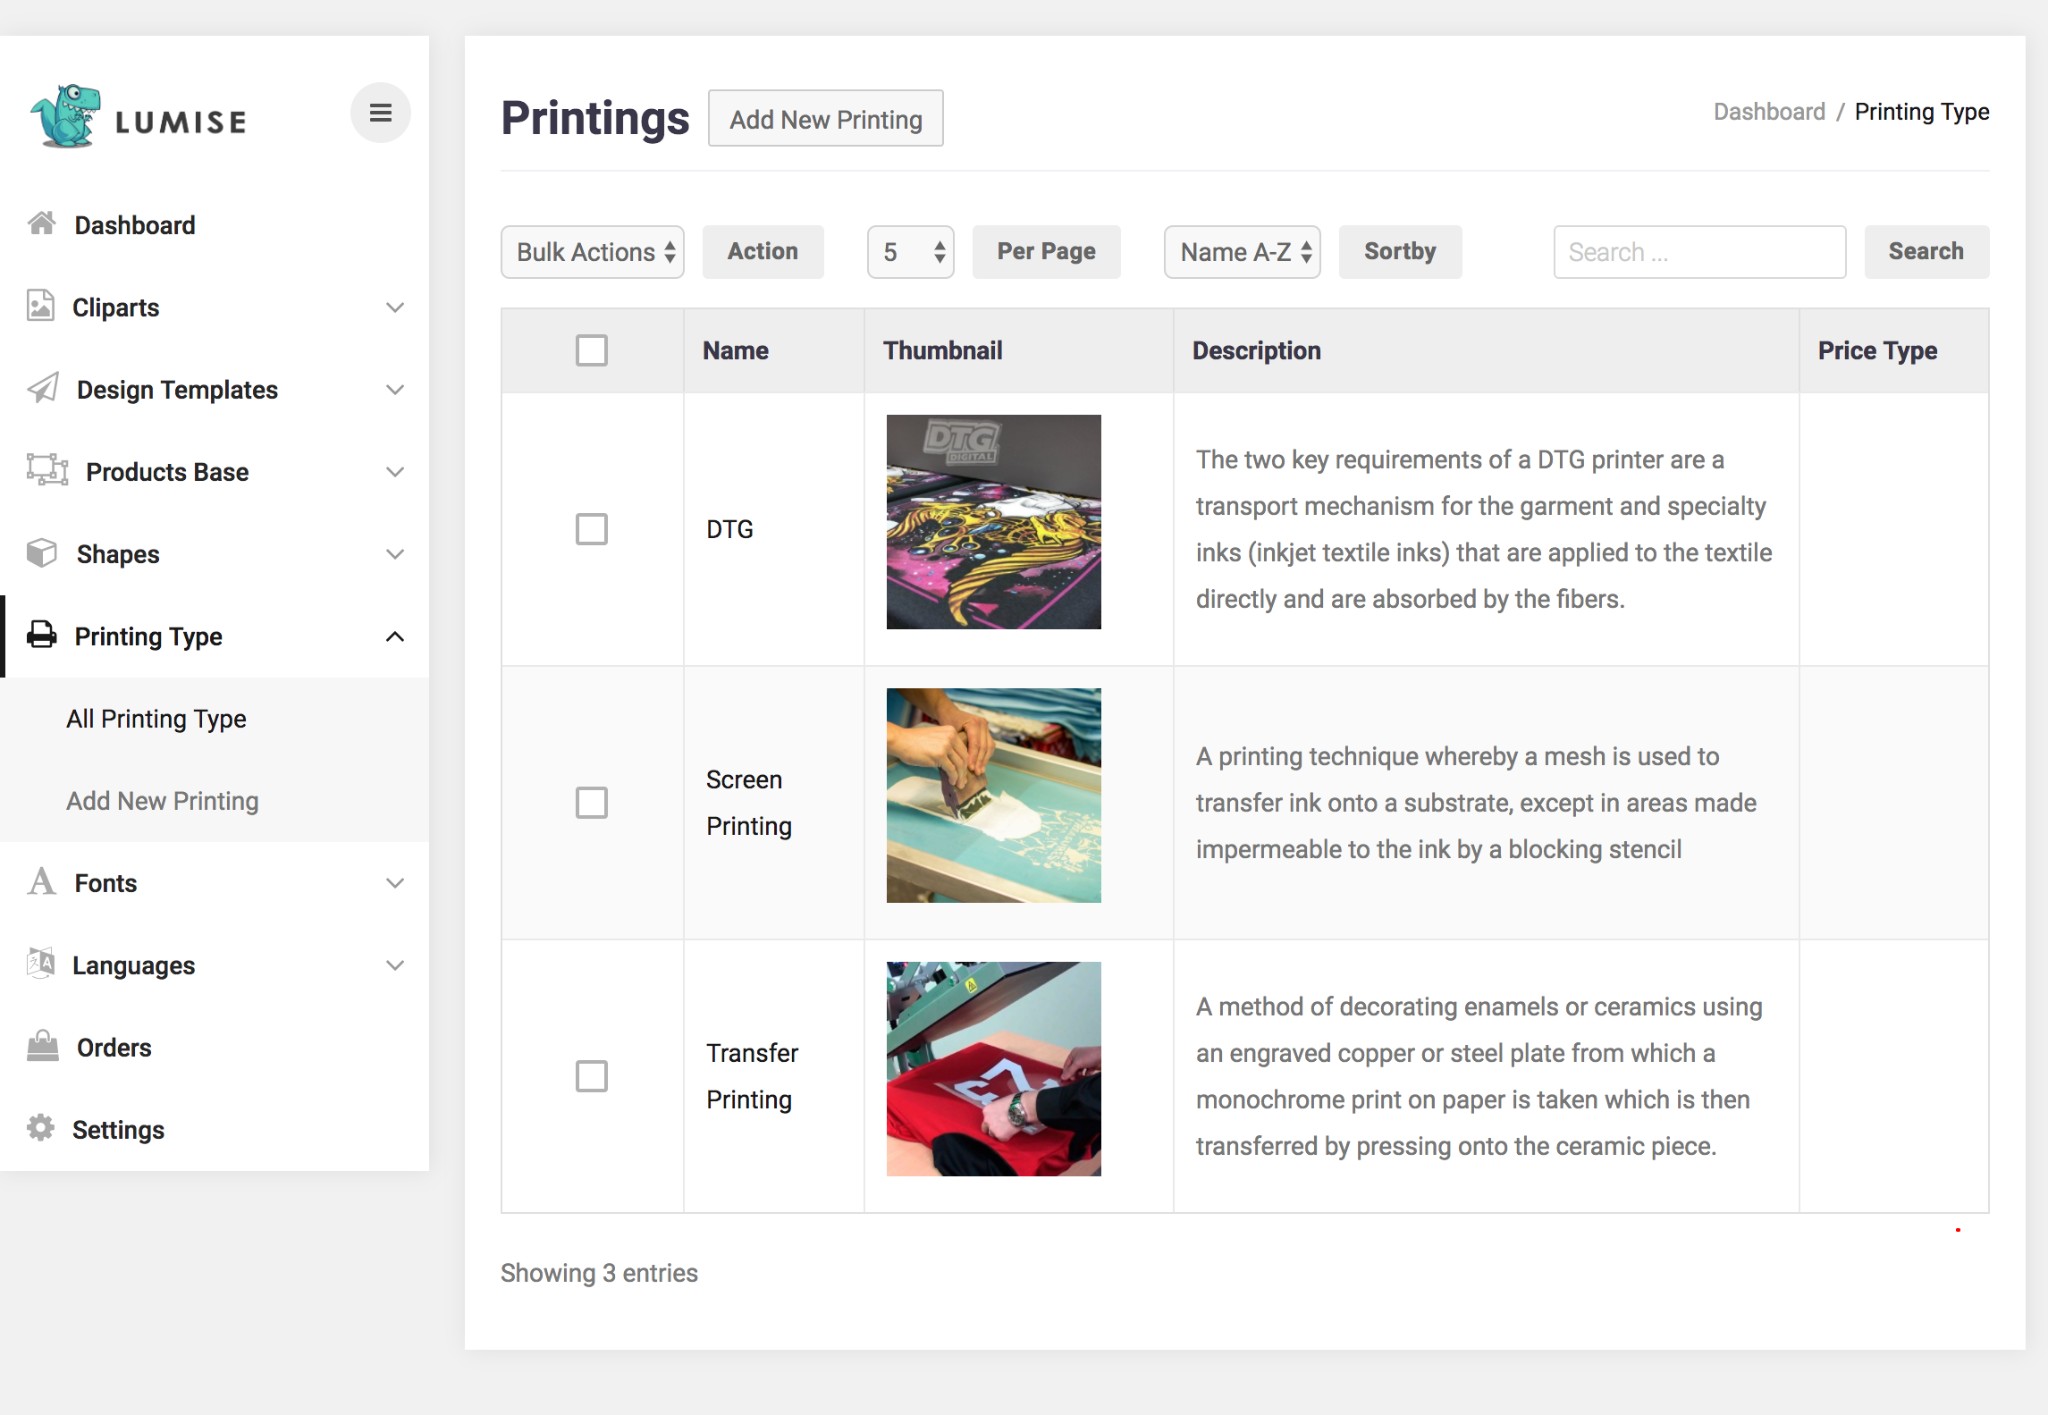 LUMISE
Dashboard
Cliparts
Design Templates
Products Base
Shapes
Printing Type
All Printing Type
Add New Printing
Fonts
Languages
Orders
Settings
Printings
Add New Printing
Dashboard / Printing Type
Bulk Actions
Action
5
Per Page
Name A-Z
Sortby
Search ...
Search
Name
Thumbnail
Description
Price Type
DTG
DTG
DIGITAL
The two key requirements of a DTG printer are a
transport mechanism for the garment and specialty
inks (inkjet textile inks) that are applied to the textile
directly and are absorbed by the fibers.
Screen
Printing
A printing technique whereby a mesh is used to
transfer ink onto a substrate, except in areas made
impermeable to the ink by a blocking stencil
Transfer
Printing
A method of decorating enamels or ceramics using
an engraved copper or steel plate from which a
monochrome print on paper is taken which is then
transferred by pressing onto the ceramic piece.
Showing 3 entries